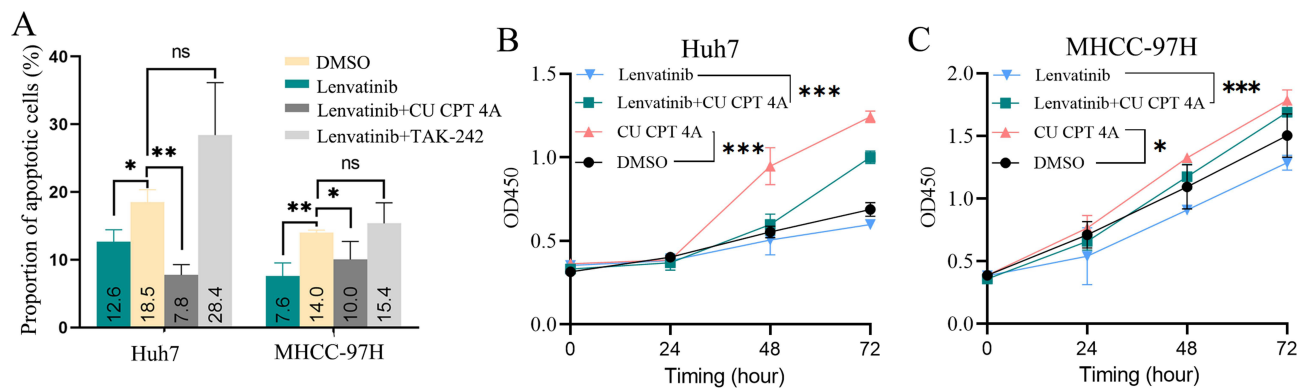 A
Proportion of apoptotic cells (%)
40
30
20
10
0
ns
*
**
ns
**
*
DMSO
Lenvatinib
Lenvatinib+CU CPT 4A
Lenvatinib+TAK-242
12.6
18.5
7.8
28.4
7.6
14.0
10.0
15.4
Huh7
MHCC-97H
B
Huh7
OD450
1.5
1.0
0.5
0.0
Lenvatinib
Lenvatinib+CU CPT 4A
CU CPT 4A
DMSO
***
***
0
24
48
72
Timing (hour)
C
MHCC-97H
OD450
2.0
1.5
1.0
0.5
0.0
Lenvatinib
Lenvatinib+CU CPT 4A
CU CPT 4A
DMSO
***
*
0
24
48
72
Timing (hour)